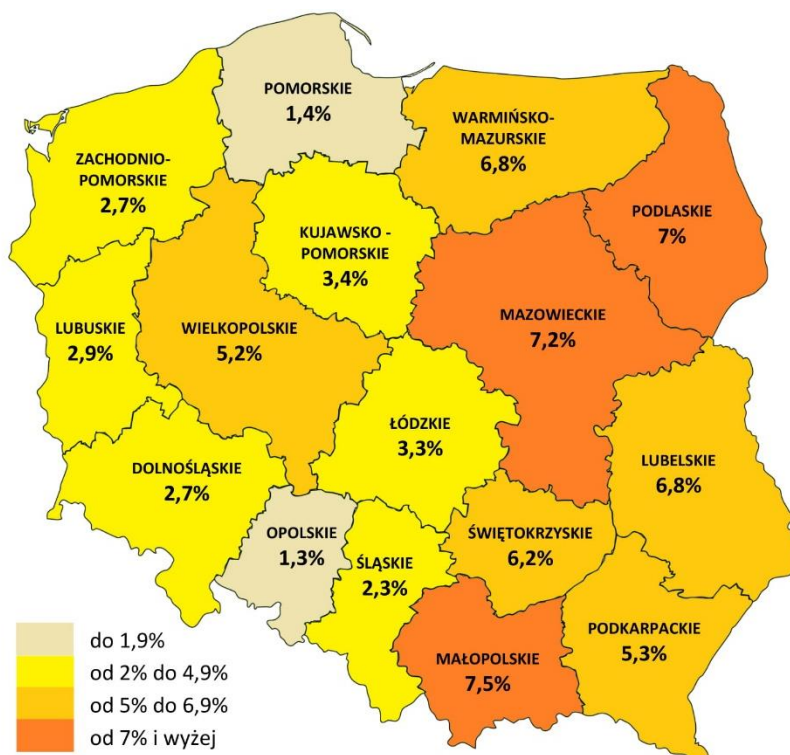 POMORSKIE
1,4%
WARMIŃSKO-
MAZURSKIE
6,8%
ZACHODNIO-
POMORSKIE
2,7%
PODLASKIE
7%
KUJAWSKO -
POMORSKIE
3,4%
LUBUSKIE
2,9%
WIELKOPOLSKIE
5,2%
MAZOWIECKIE
7,2%
ŁÓDZKIE
3,3%
DOLNOŚLĄSKIE
2,7%
LUBELSKIE
6,8%
OPOLSKIE
1,3%
ŚLĄSKIE
2,3%
ŚWIĘTOKRZYSKIE
6,2%
MAŁOPOLSKIE
7,5%
PODKARPACKIE
5,3%
do 1,9%
od 2% do 4,9%
od 5% do 6,9%
od 7% i wyżej